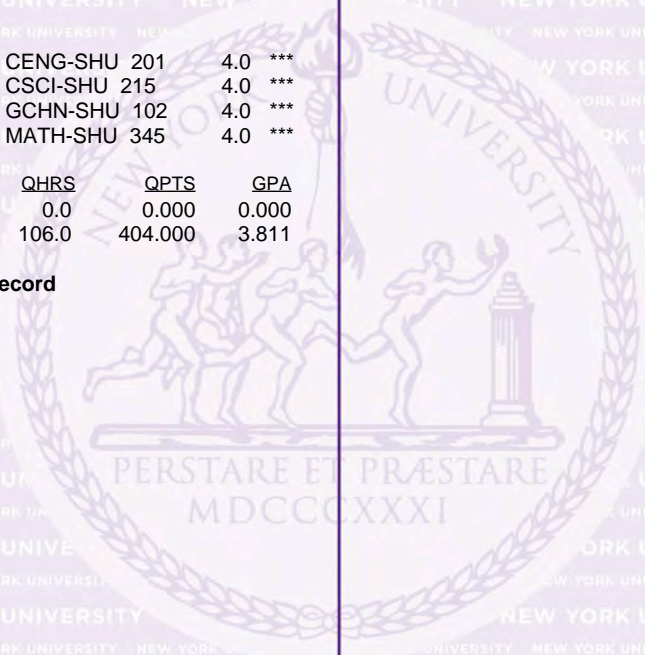 CENG-SHU 201 4.0 ***
CSCI-SHU 215 4.0 ***
GCHN-SHU 102 4.0 ***
MATH-SHU 345 4.0 ***
QHRS QPTS GPA
0.0 0.000 0.000
106.0 404.000 3.811
ecord
NEW YORK UNIVERSITY
PERSTARE ET PRÆSTARE
MDCCCXXXI